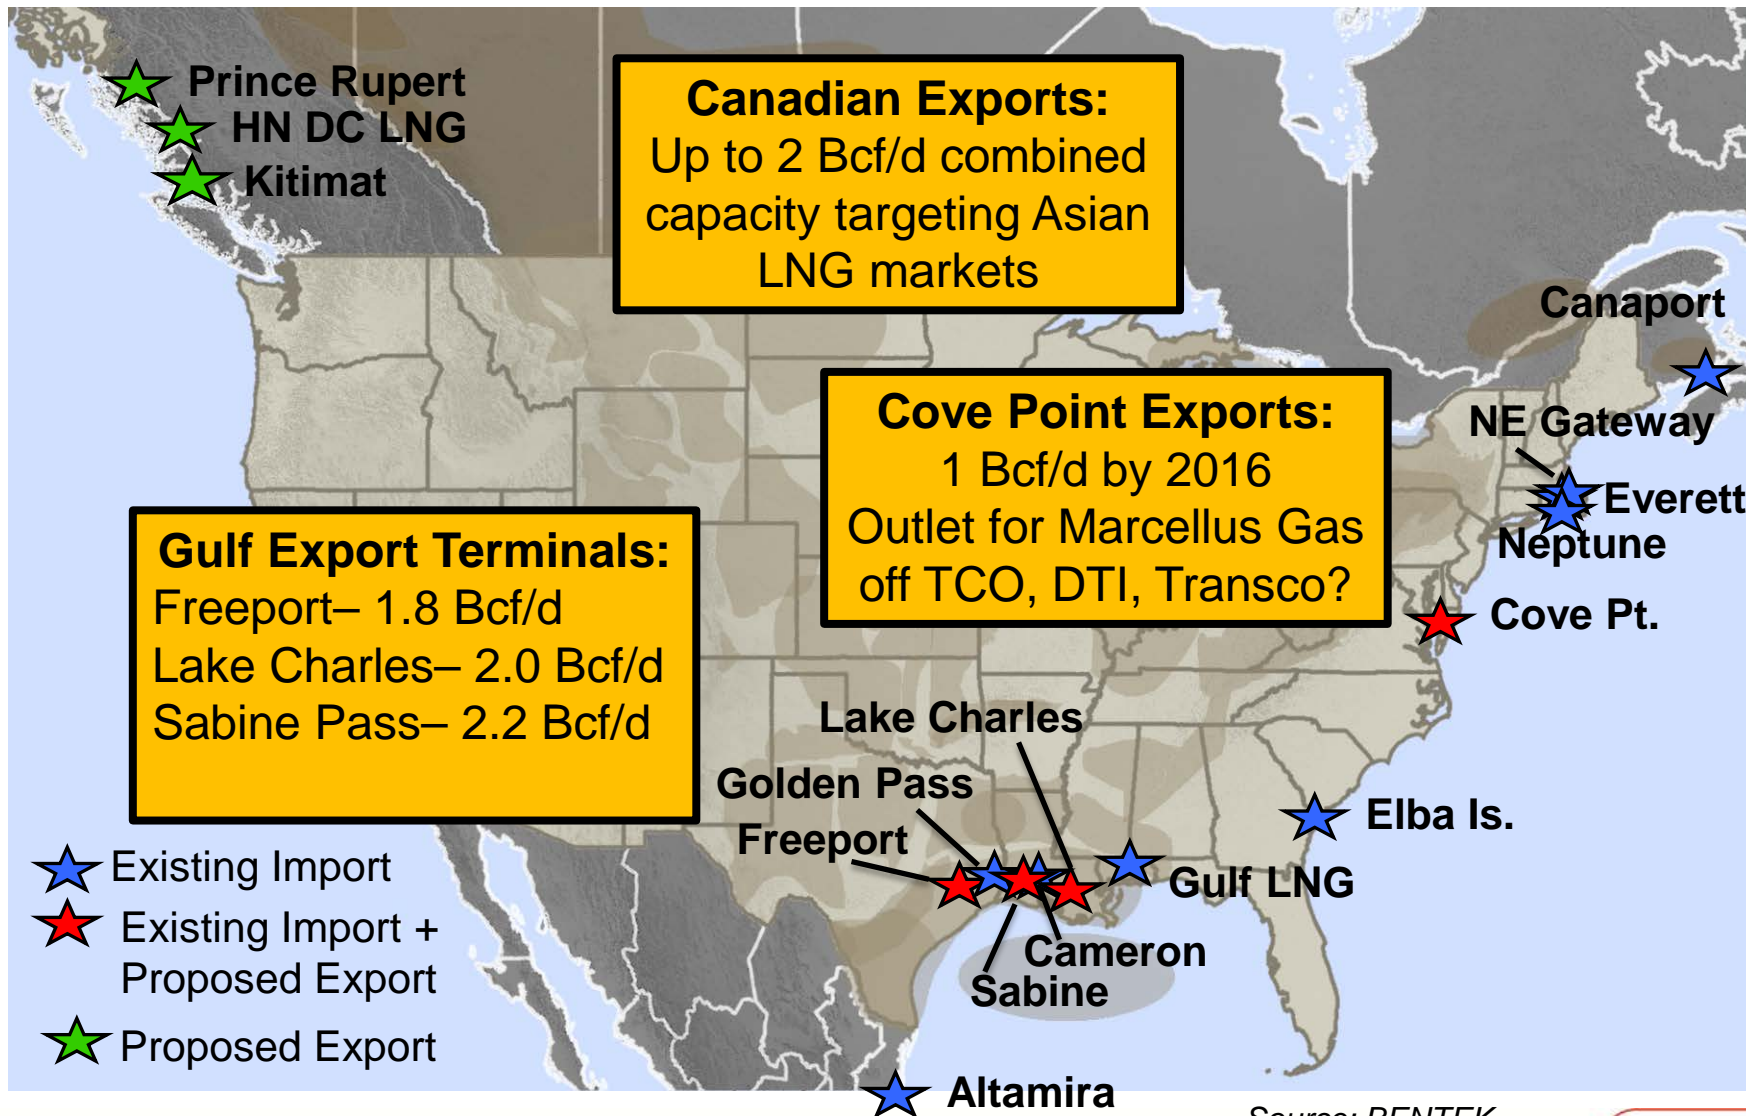 Prince Rupert
HN DC LNG
Kitimat
Canadian Exports:
Up to 2 Bcf/d combined
capacity targeting Asian
LNG markets
Canaport
NE Gateway
Everett
Neptune
Cove Point Exports:
1 Bcf/d by 2016
Outlet for Marcellus Gas
off TCO, DTI, Transco?
Cove Pt.
Gulf Export Terminals:
Freeport– 1.8 Bcf/d
Lake Charles– 2.0 Bcf/d
Sabine Pass– 2.2 Bcf/d
Lake Charles
Golden Pass
Freeport
Elba Is.
Gulf LNG
Cameron
Sabine
Existing Import
Existing Import +
Proposed Export
Proposed Export
Altamira
Source: BENTEK